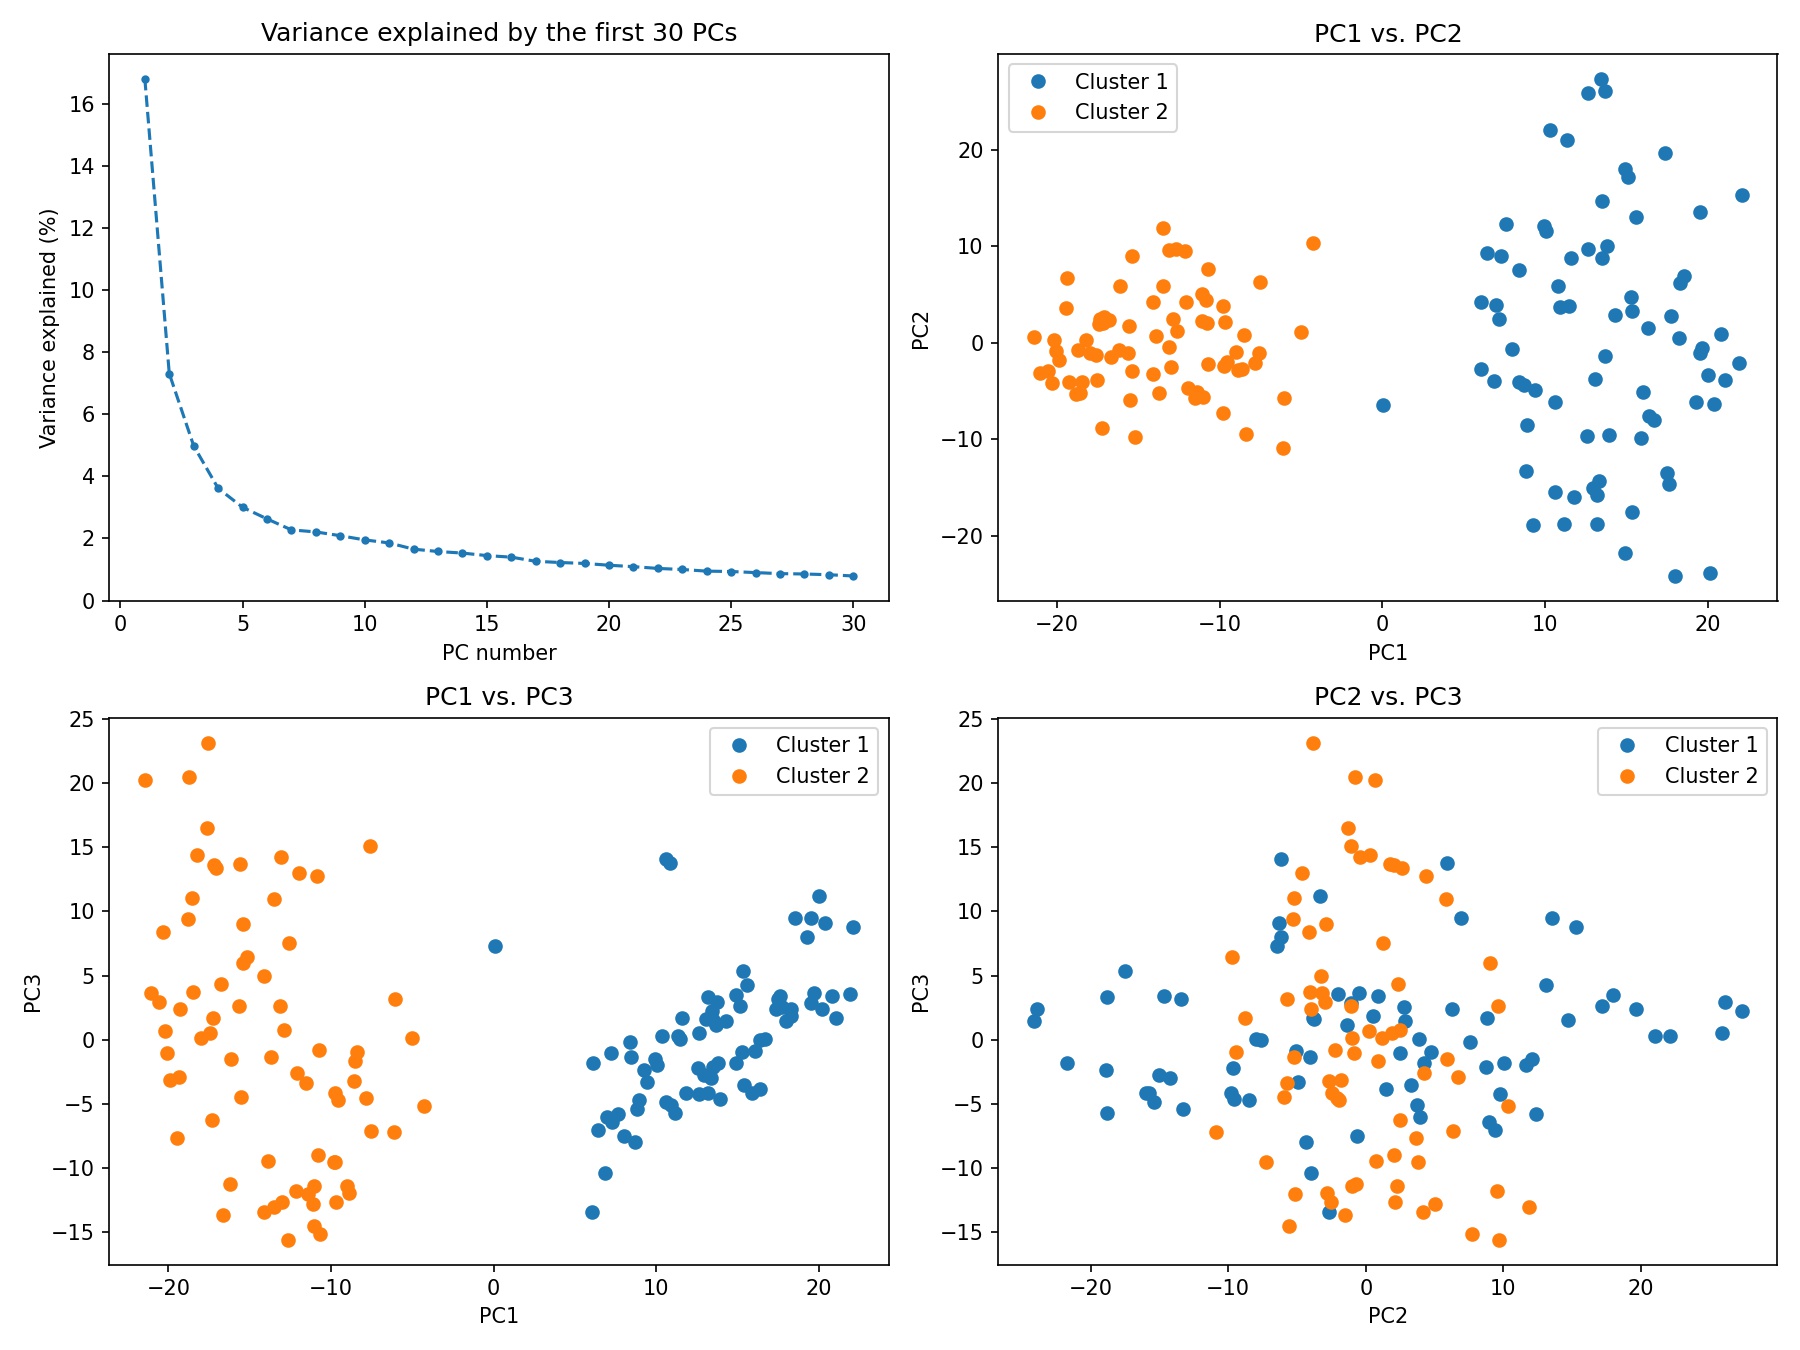 Variance explained by the first 30 PCs
Variance explained (%)
16
14
12
10
8
6
4
2
0
0 5 10 15 20 25 30
PC number
PC1 vs. PC2
Cluster 1
Cluster 2
PC2
20
10
0
−10
−20
−20 −10 0 10 20
PC1
PC1 vs. PC3
Cluster 1
Cluster 2
PC3
25
20
15
10
5
0
−5
−10
−15
−20 −10 0 10 20
PC1
PC2 vs. PC3
Cluster 1
Cluster 2
PC3
25
20
15
10
5
0
−5
−10
−15
−20 −10 0 10 20
PC2